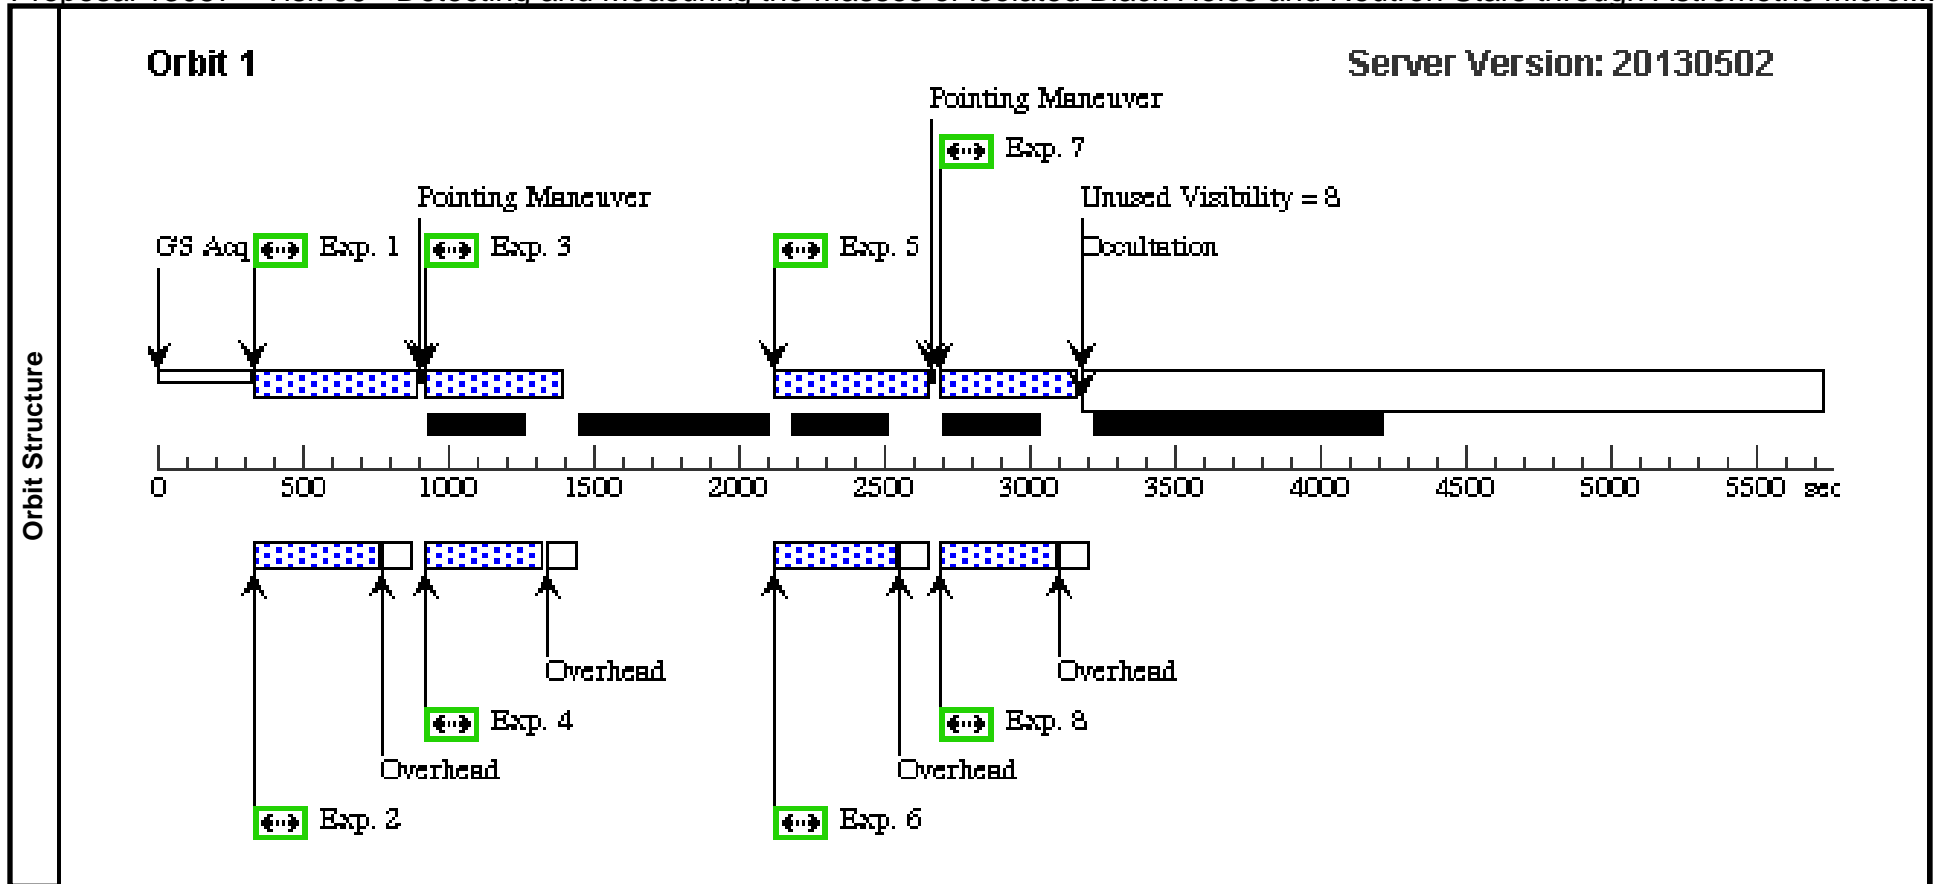 Orbit 1
Server Version: 20130502
Pointing Maneuver
Exp. 7
Pointing Maneuver
Unused Visibility = 8
GS Acq
Exp. 1
Exp. 3
Exp. 5
Occultation
Orbit Structure
0 500 1000 1500 2000 2500 3000 3500 4000 4500 5000 5500 sec
Overhead
Overhead
Exp. 4
Exp. 8
Overhead
Overhead
Exp. 2
Exp. 6